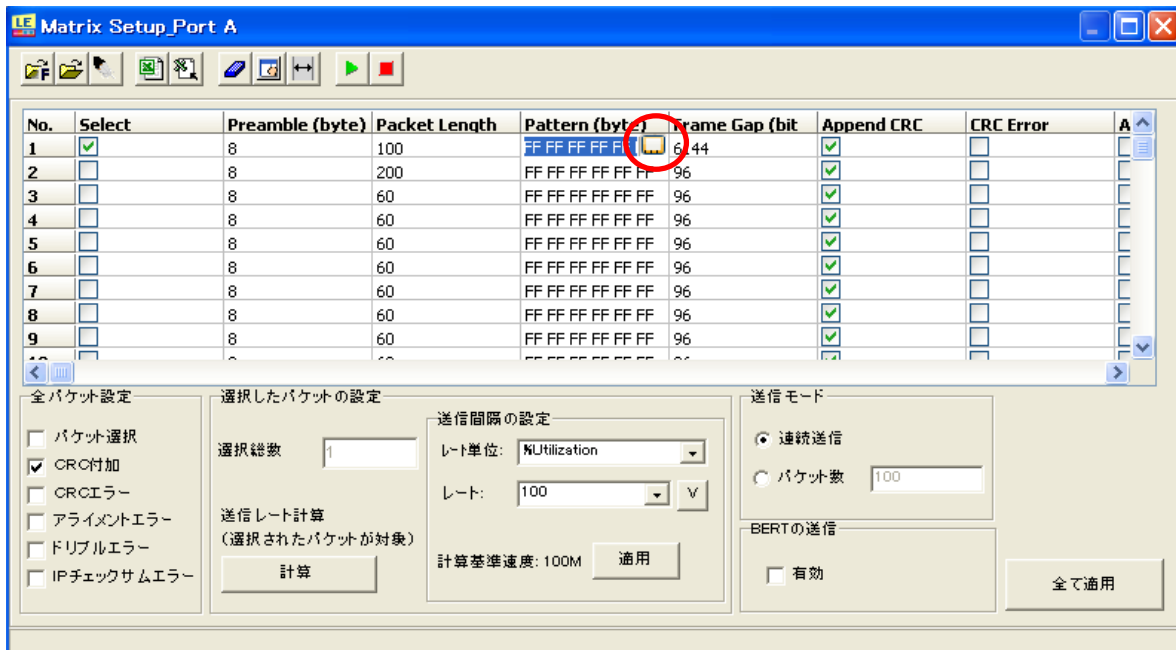 Matrix Setup_Port A
No. Select Preamble (byte) Packet Length Pattern (byte) Frame Gap (bit Append CRC CRC Error A
1 8 100 FF FF FF FF FF ... 6144
2 8 200 FF FF FF FF FF FF 96
3 8 60 FF FF FF FF FF FF 96
4 8 60 FF FF FF FF FF FF 96
5 8 60 FF FF FF FF FF FF 96
6 8 60 FF FF FF FF FF FF 96
7 8 60 FF FF FF FF FF FF 96
8 8 60 FF FF FF FF FF FF 96
9 8 60 FF FF FF FF FF FF 96
全パケット設定
パケット選択
CRC付加
CRCエラー
アライメントエラー
ドリブルエラー
IPチェックサムエラー
選択したパケットの設定
選択総数 1
送信レート計算
(選択されたパケットが対象)
計算
送信間隔の設定
レート単位: %Utilization
レート: 100 V
計算基準速度: 100M 適用
送信モード
連続送信
パケット数 100
BERTの送信
有効
全て適用